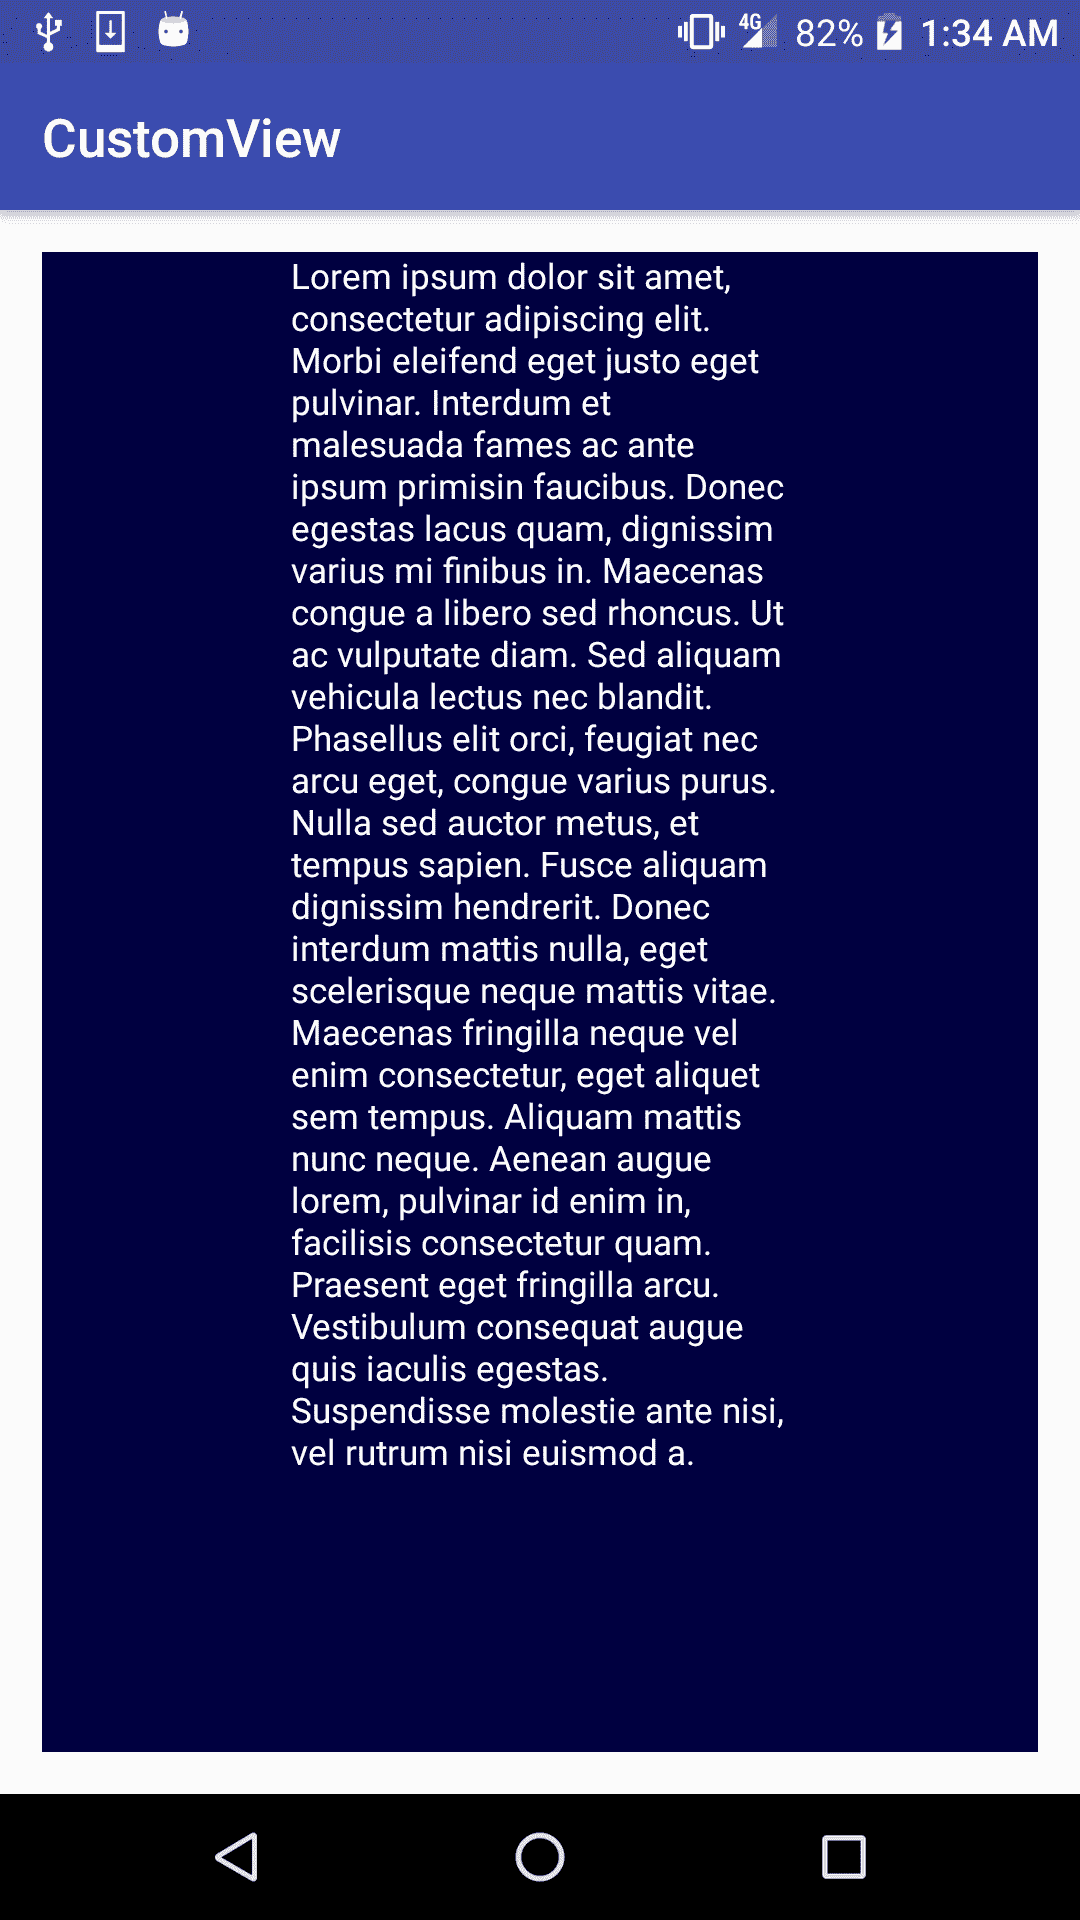 4G 82% 1:34 AM
CustomView
Lorem ipsum dolor sit amet,
consectetur adipiscing elit.
Morbi eleifend eget justo eget
pulvinar. Interdum et
malesuada fames ac ante
ipsum primisin faucibus. Donec
egestas lacus quam, dignissim
varius mi finibus in. Maecenas
congue a libero sed rhoncus. Ut
ac vulputate diam. Sed aliquam
vehicula lectus nec blandit.
Phasellus elit orci, feugiat nec
arcu eget, congue varius purus.
Nulla sed auctor metus, et
tempus sapien. Fusce aliquam
dignissim hendrerit. Donec
interdum mattis nulla, eget
scelerisque neque mattis vitae.
Maecenas fringilla neque vel
enim consectetur, eget aliquet
sem tempus. Aliquam mattis
nunc neque. Aenean augue
lorem, pulvinar id enim in,
facilisis consectetur quam.
Praesent eget fringilla arcu.
Vestibulum consequat augue
quis iaculis egestas.
Suspendisse molestie ante nisi,
vel rutrum nisi euismod a.